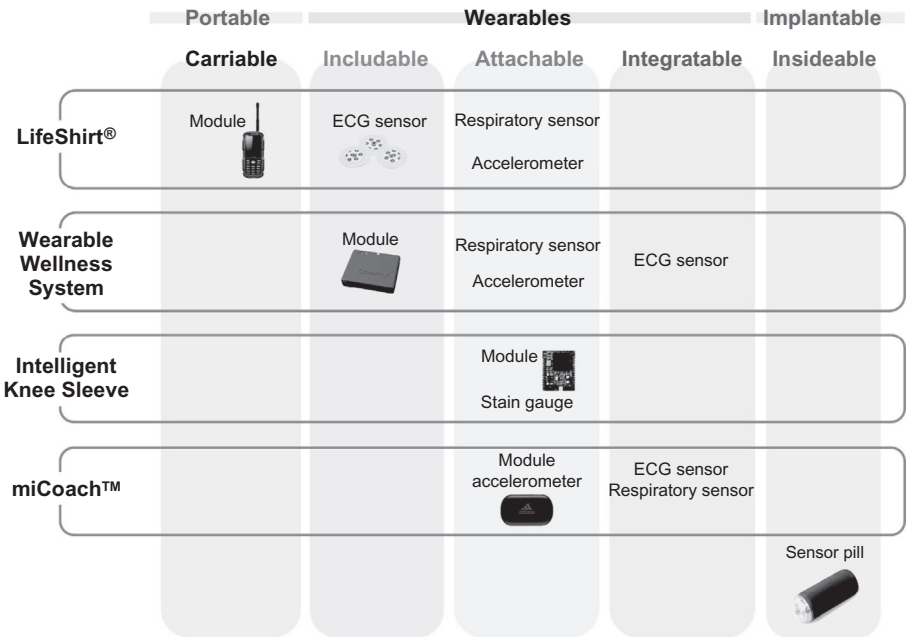 Portable Wearables Implantable
Carriable Includable Attachable Integratable Insideable
LifeShirt®
Module
ECG sensor
Respiratory sensor
Accelerometer
Wearable
Wellness
System
Module
Respiratory sensor
Accelerometer
ECG sensor
Intelligent
Knee Sleeve
Module
Stain gauge
miCoach™
Module
accelerometer
ECG sensor
Respiratory sensor
Sensor pill